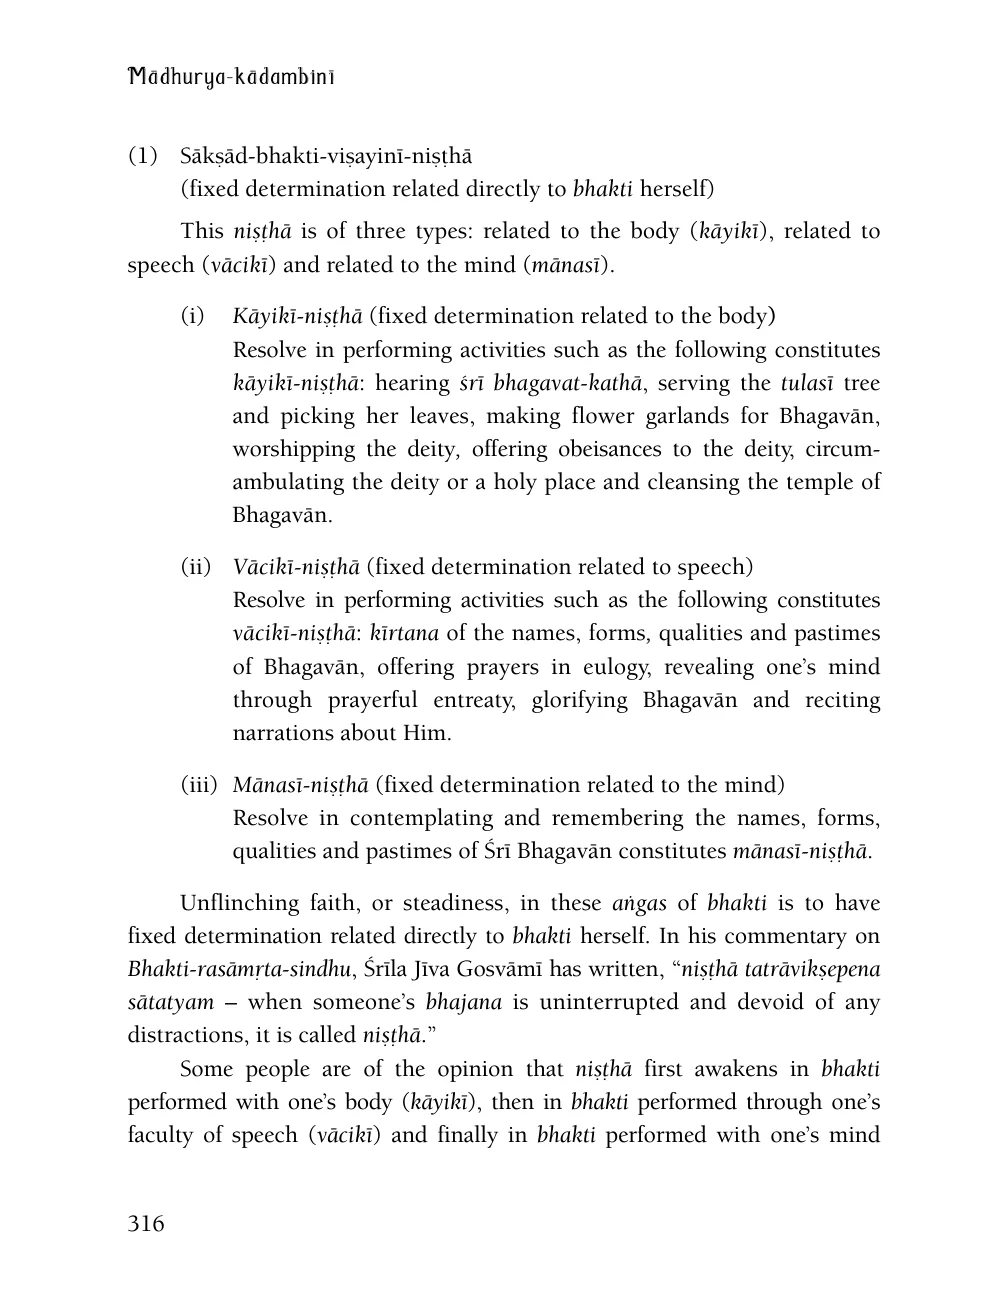 Mādhurya-kādambinī
(1) Sākṣād-bhakti-viṣayinī-niṣṭhā
(fixed determination related directly to bhakti herself)
This niṣṭhā is of three types: related to the body (kāyikī), related to
speech (vācikī) and related to the mind (mānasī).
(i) Kāyikī-niṣṭhā (fixed determination related to the body)
Resolve in performing activities such as the following constitutes
kāyikī-niṣṭhā: hearing śrī bhagavat-kathā, serving the tulasī tree
and picking her leaves, making flower garlands for Bhagavān,
worshipping the deity, offering obeisances to the deity, circum-
ambulating the deity or a holy place and cleansing the temple of
Bhagavān.
(ii) Vācikī-niṣṭhā (fixed determination related to speech)
Resolve in performing activities such as the following constitutes
vācikī-niṣṭhā: kīrtana of the names, forms, qualities and pastimes
of Bhagavān, offering prayers in eulogy, revealing one’s mind
through prayerful entreaty, glorifying Bhagavān and reciting
narrations about Him.
(iii) Mānasī-niṣṭhā (fixed determination related to the mind)
Resolve in contemplating and remembering the names, forms,
qualities and pastimes of Śrī Bhagavān constitutes mānasī-niṣṭhā.
Unflinching faith, or steadiness, in these aṅgas of bhakti is to have
fixed determination related directly to bhakti herself. In his commentary on
Bhakti-rasāmṛta-sindhu, Śrīla Jīva Gosvāmī has written, “niṣṭhā tatrāvikṣepena
sātatyam – when someone’s bhajana is uninterrupted and devoid of any
distractions, it is called niṣṭhā.”
Some people are of the opinion that niṣṭhā first awakens in bhakti
performed with one’s body (kāyikī), then in bhakti performed through one’s
faculty of speech (vācikī) and finally in bhakti performed with one’s mind
316